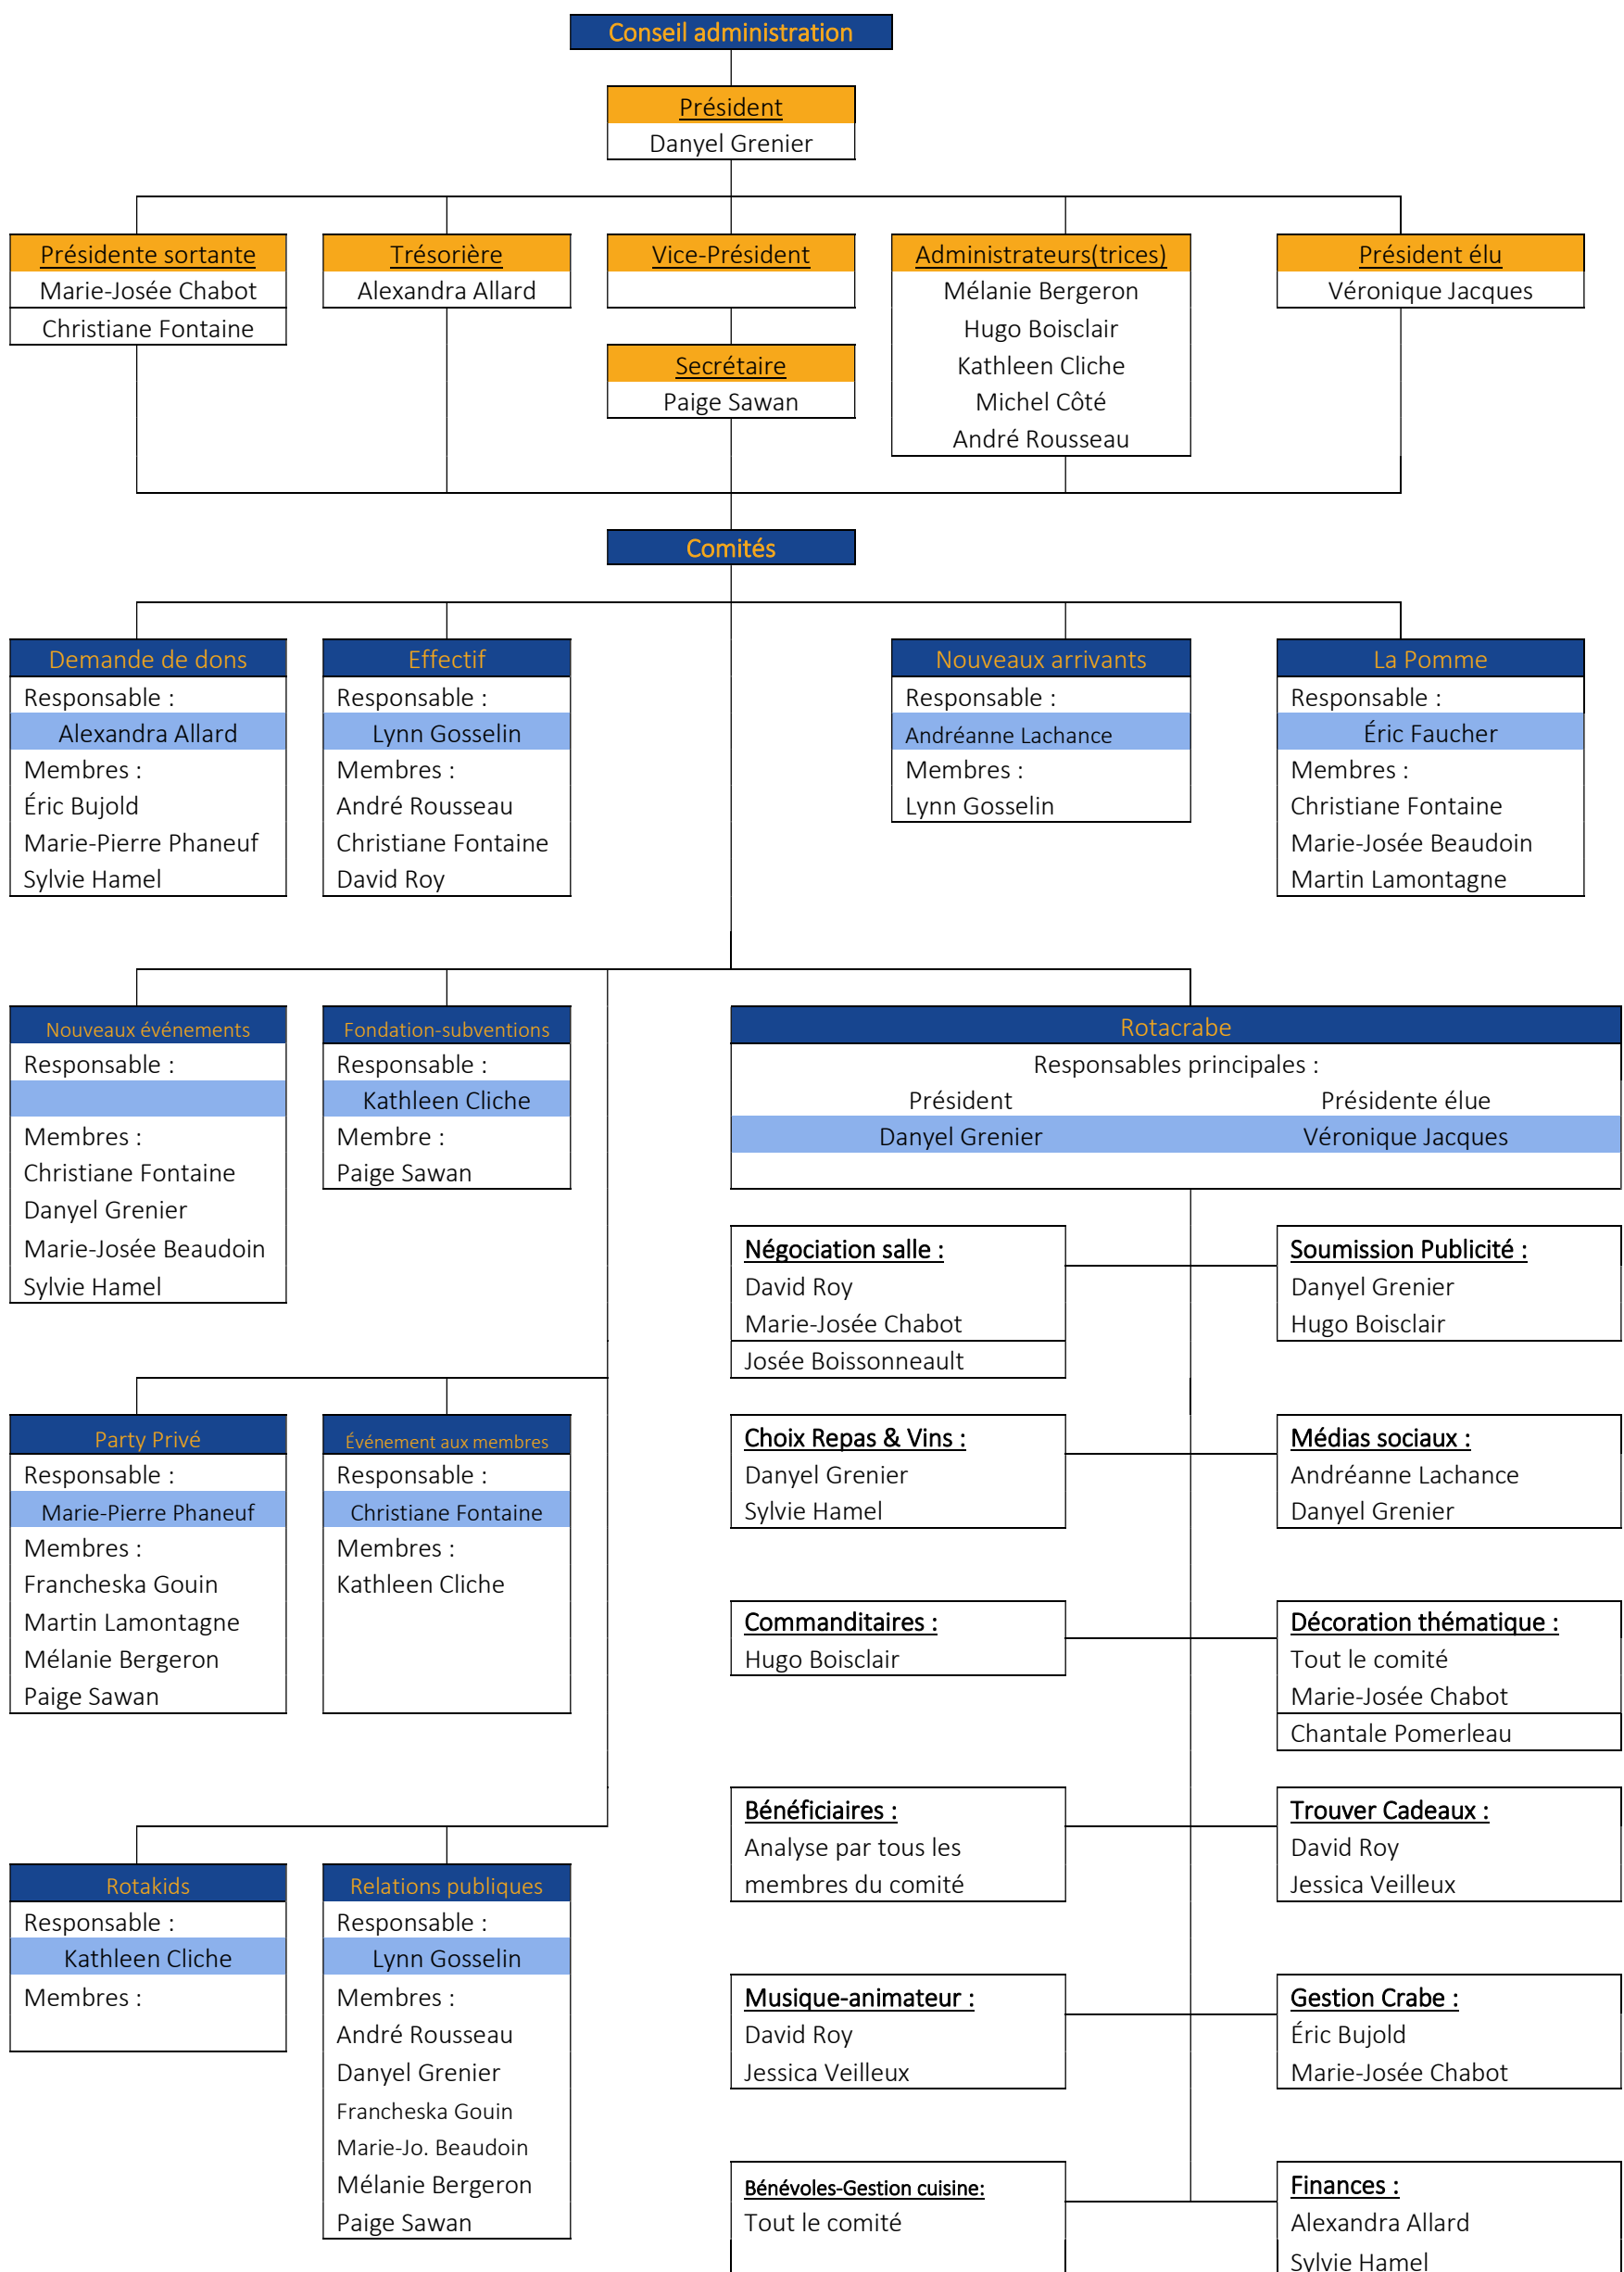 Conseil administration
Président
Danyel Grenier
Présidente sortante
Marie-Josée Chabot
Christiane Fontaine
Trésorière
Alexandra Allard
Vice-Président
Secrétaire
Paige Sawan
Administrateurs(trices)
Mélanie Bergeron
Hugo Boisclair
Kathleen Cliche
Michel Côté
André Rousseau
Président élu
Véronique Jacques
Comités
Demande de dons
Responsable :
Alexandra Allard
Membres :
Éric Bujold
Marie-Pierre Phaneuf
Sylvie Hamel
Effectif
Responsable :
Lynn Gosselin
Membres :
André Rousseau
Christiane Fontaine
David Roy
Nouveaux arrivants
Responsable :
Andréanne Lachance
Membres :
Lynn Gosselin
La Pomme
Responsable :
Éric Faucher
Membres :
Christiane Fontaine
Marie-Josée Beaudoin
Martin Lamontagne
Nouveaux événements
Responsable :
Membres :
Christiane Fontaine
Danyel Grenier
Marie-Josée Beaudoin
Sylvie Hamel
Fondation-subventions
Responsable :
Kathleen Cliche
Membre :
Paige Sawan
Party Privé
Responsable :
Marie-Pierre Phaneuf
Membres :
Francheska Gouin
Martin Lamontagne
Mélanie Bergeron
Paige Sawan
Événement aux membres
Responsable :
Christiane Fontaine
Membres :
Kathleen Cliche
Rotakids
Responsable :
Kathleen Cliche
Membres :
Relations publiques
Responsable :
Lynn Gosselin
Membres :
André Rousseau
Danyel Grenier
Francheska Gouin
Marie-Jo. Beaudoin
Mélanie Bergeron
Paige Sawan
Rotacrabe
Responsables principales :
Président Présidente élue
Danyel Grenier Véronique Jacques
Négociation salle :
David Roy
Marie-Josée Chabot
Josée Boissonneault
Soumission Publicité :
Danyel Grenier
Hugo Boisclair
Choix Repas & Vins :
Danyel Grenier
Sylvie Hamel
Médias sociaux :
Andréanne Lachance
Danyel Grenier
Commanditaires :
Hugo Boisclair
Décoration thématique :
Tout le comité
Marie-Josée Chabot
Chantale Pomerleau
Bénéficiaires :
Analyse par tous les
membres du comité
Trouver Cadeaux :
David Roy
Jessica Veilleux
Musique-animateur :
David Roy
Jessica Veilleux
Gestion Crabe :
Éric Bujold
Marie-Josée Chabot
Bénévoles-Gestion cuisine:
Tout le comité
Finances :
Alexandra Allard
Sylvie Hamel